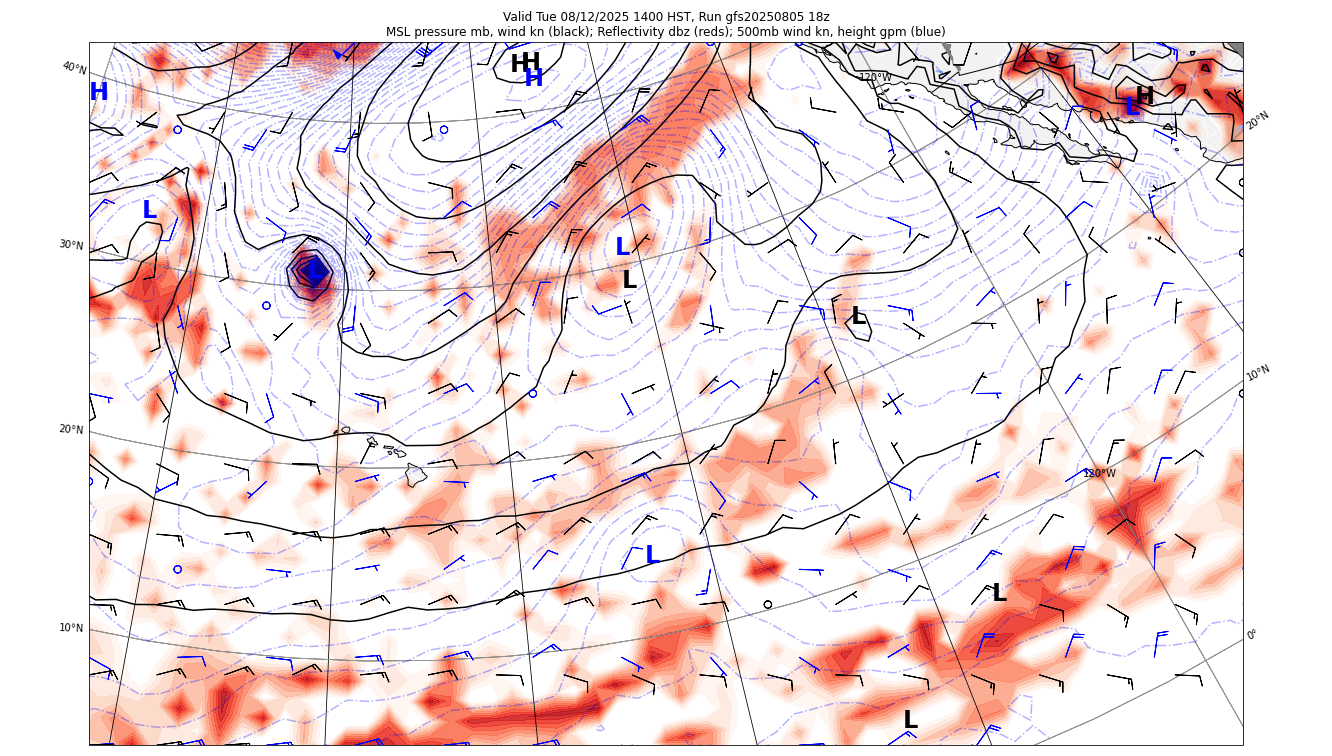 Valid Tue 08/12/2025 1400 HST, Run gfs20250805 18z
MSL pressure mb, wind kn (black); Reflectivity dbz (reds); 500mb wind kn, height gpm (blue)
40°N
H
H H
H
120°W
H
L
20°N
L
30°N
L
L
L
L
10°N
20°N
120°W
L
L
10°N
0°
L